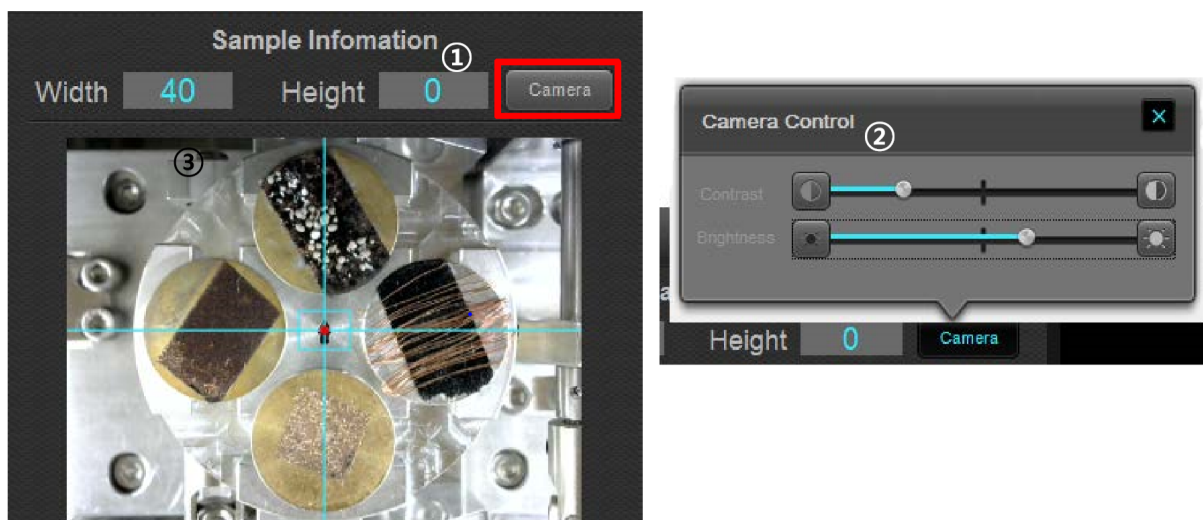 Sample Infomation
①
Width 40 Height 0 Camera
③
Camera Control
②
Contrast
Brightness
Height 0 Camera